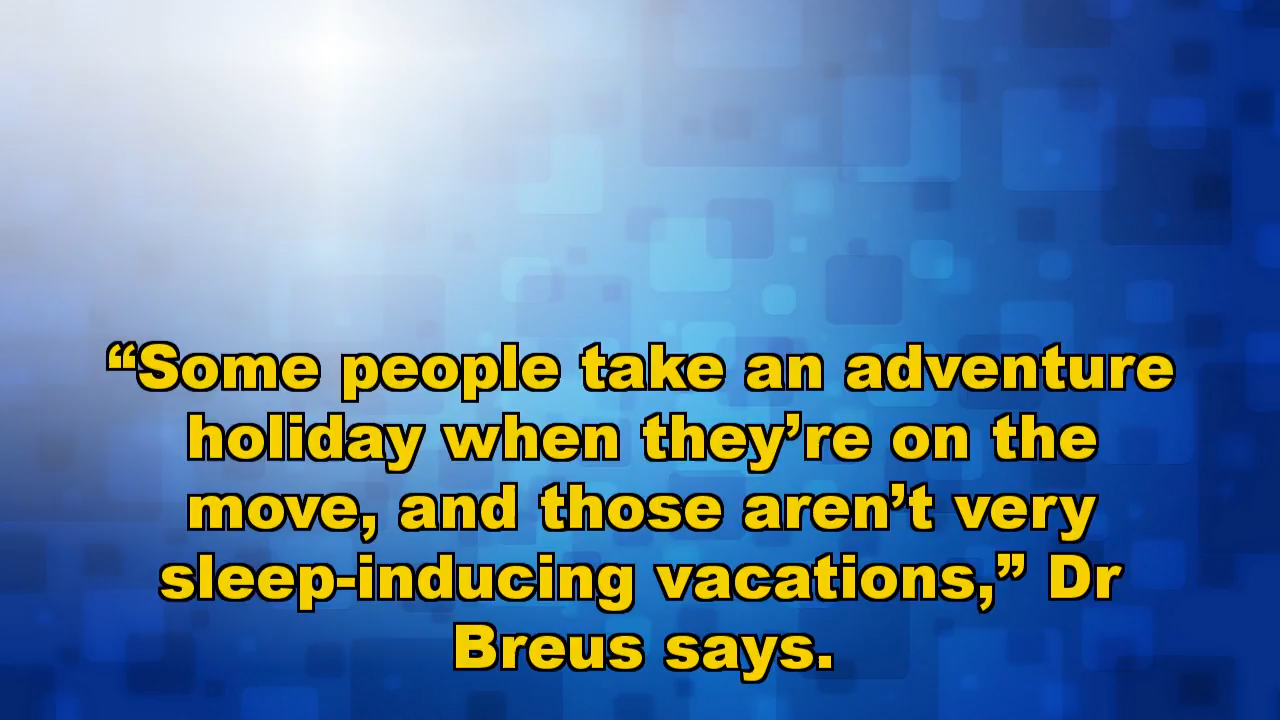 “Some people take an adventure
holiday when they’re on the
move, and those aren’t very
sleep-inducing vacations,” Dr
Breus says.